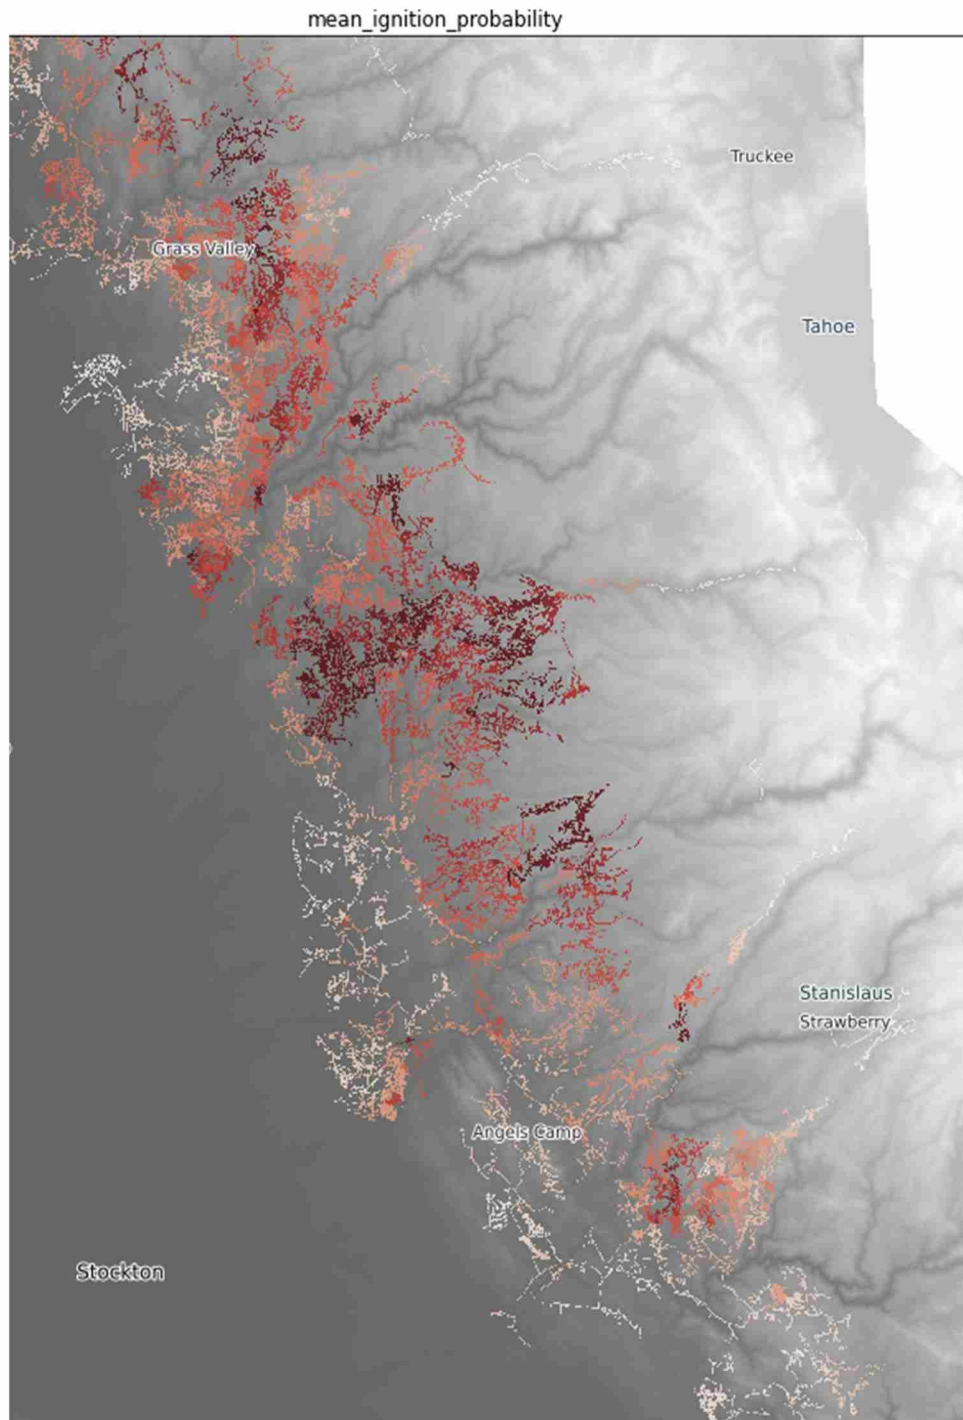 mean_ignition_probability
Truckee
Grass Valley
Tahoe
Stanislaus
Strawberry
Angels Camp
Stockton